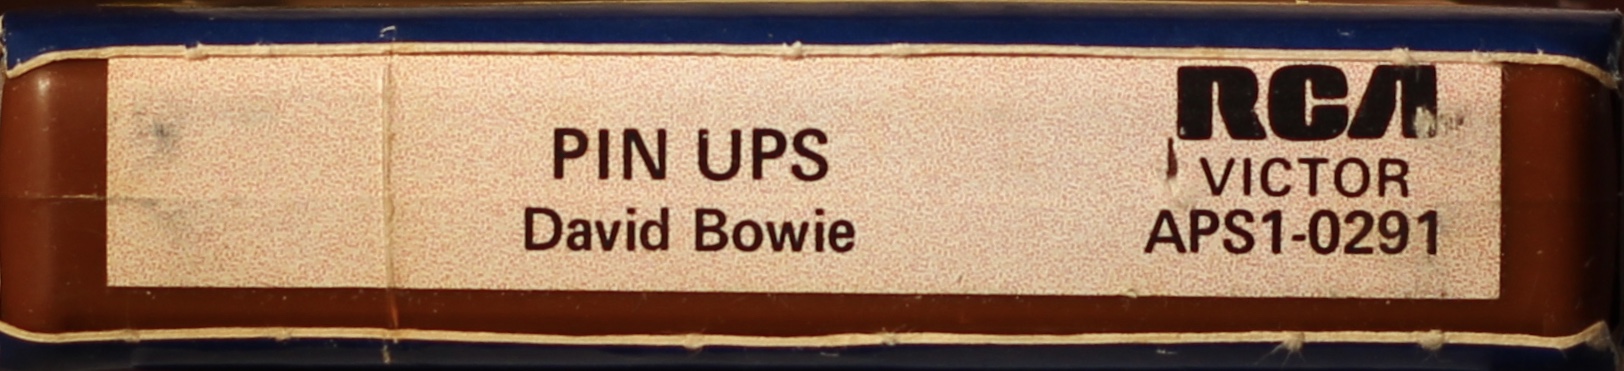 PIN UPS
David Bowie
RCA
VICTOR
APS1-0291